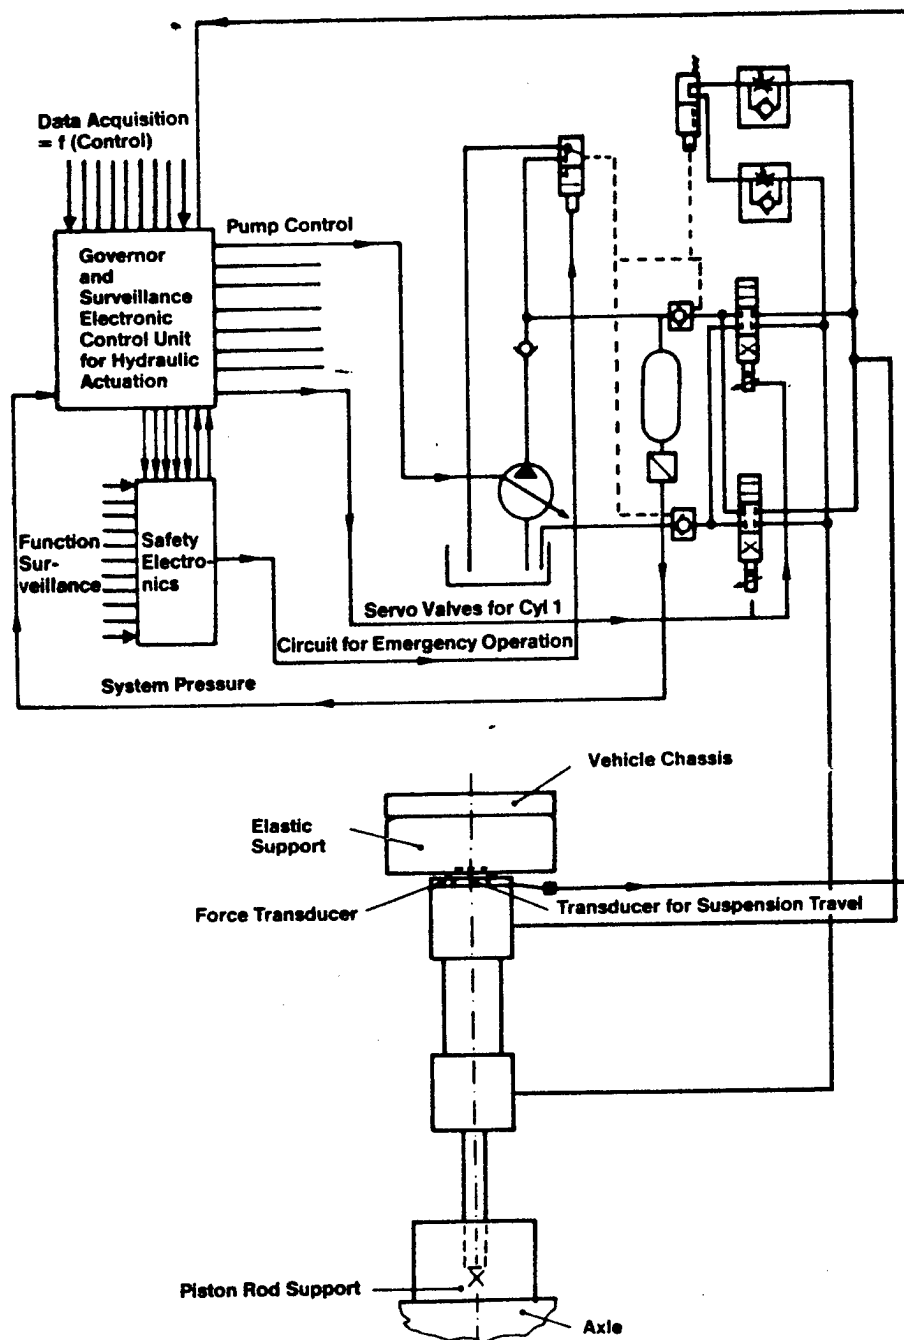 Data Acquisition
= f (Control)
Pump Control
Governor
and
Surveillance
Electronic
Control Unit
for Hydraulic
Actuation
Function
Sur-
veillance
Safety
Electro-
nics
Servo Valves for Cyl 1
Circuit for Emergency Operation
System Pressure
Vehicle Chassis
Elastic
Support
Force Transducer
Transducer for Suspension Travel
Piston Rod Support
Axle